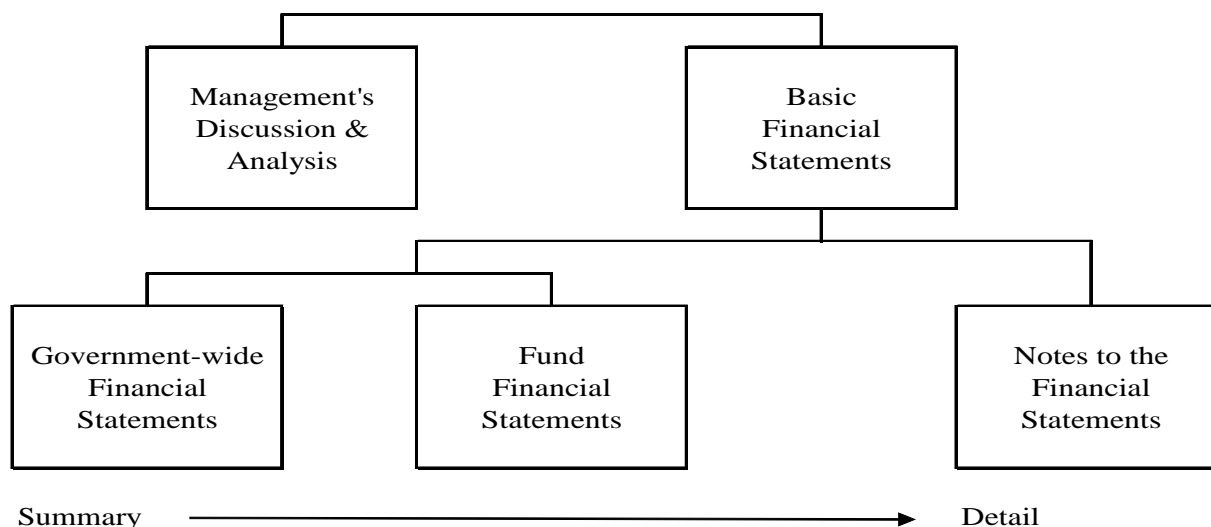 Management's
Discussion &
Analysis
Basic
Financial
Statements
Government-wide
Financial
Statements
Fund
Financial
Statements
Notes to the
Financial
Statements
Summary
Detail